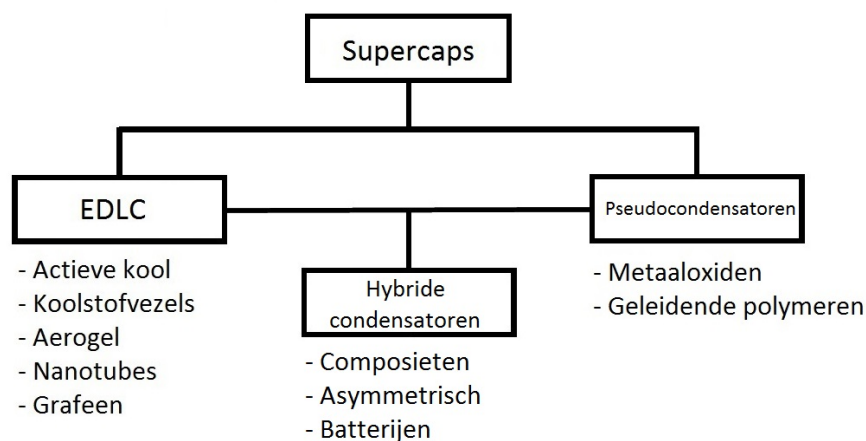 Supercaps
EDLC
- Actieve kool
- Koolstofvezels
- Aerogel
- Nanotubes
- Grafeen
Hybride
condensatoren
- Composieten
- Asymmetrisch
- Batterijen
Pseudocondensatoren
- Metaaloxiden
- Geleidende polymeren